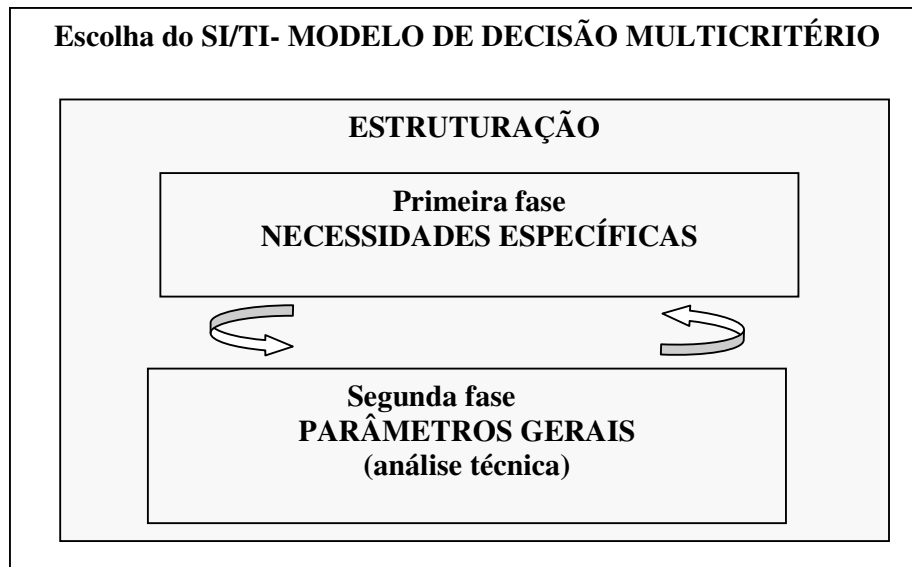 Escolha do SI/TI- MODELO DE DECISÃO MULTICRITÉRIO
ESTRUTURAÇÃO
Primeira fase
NECESSIDADES ESPECÍFICAS
Segunda fase
PARÂMETROS GERAIS
(análise técnica)